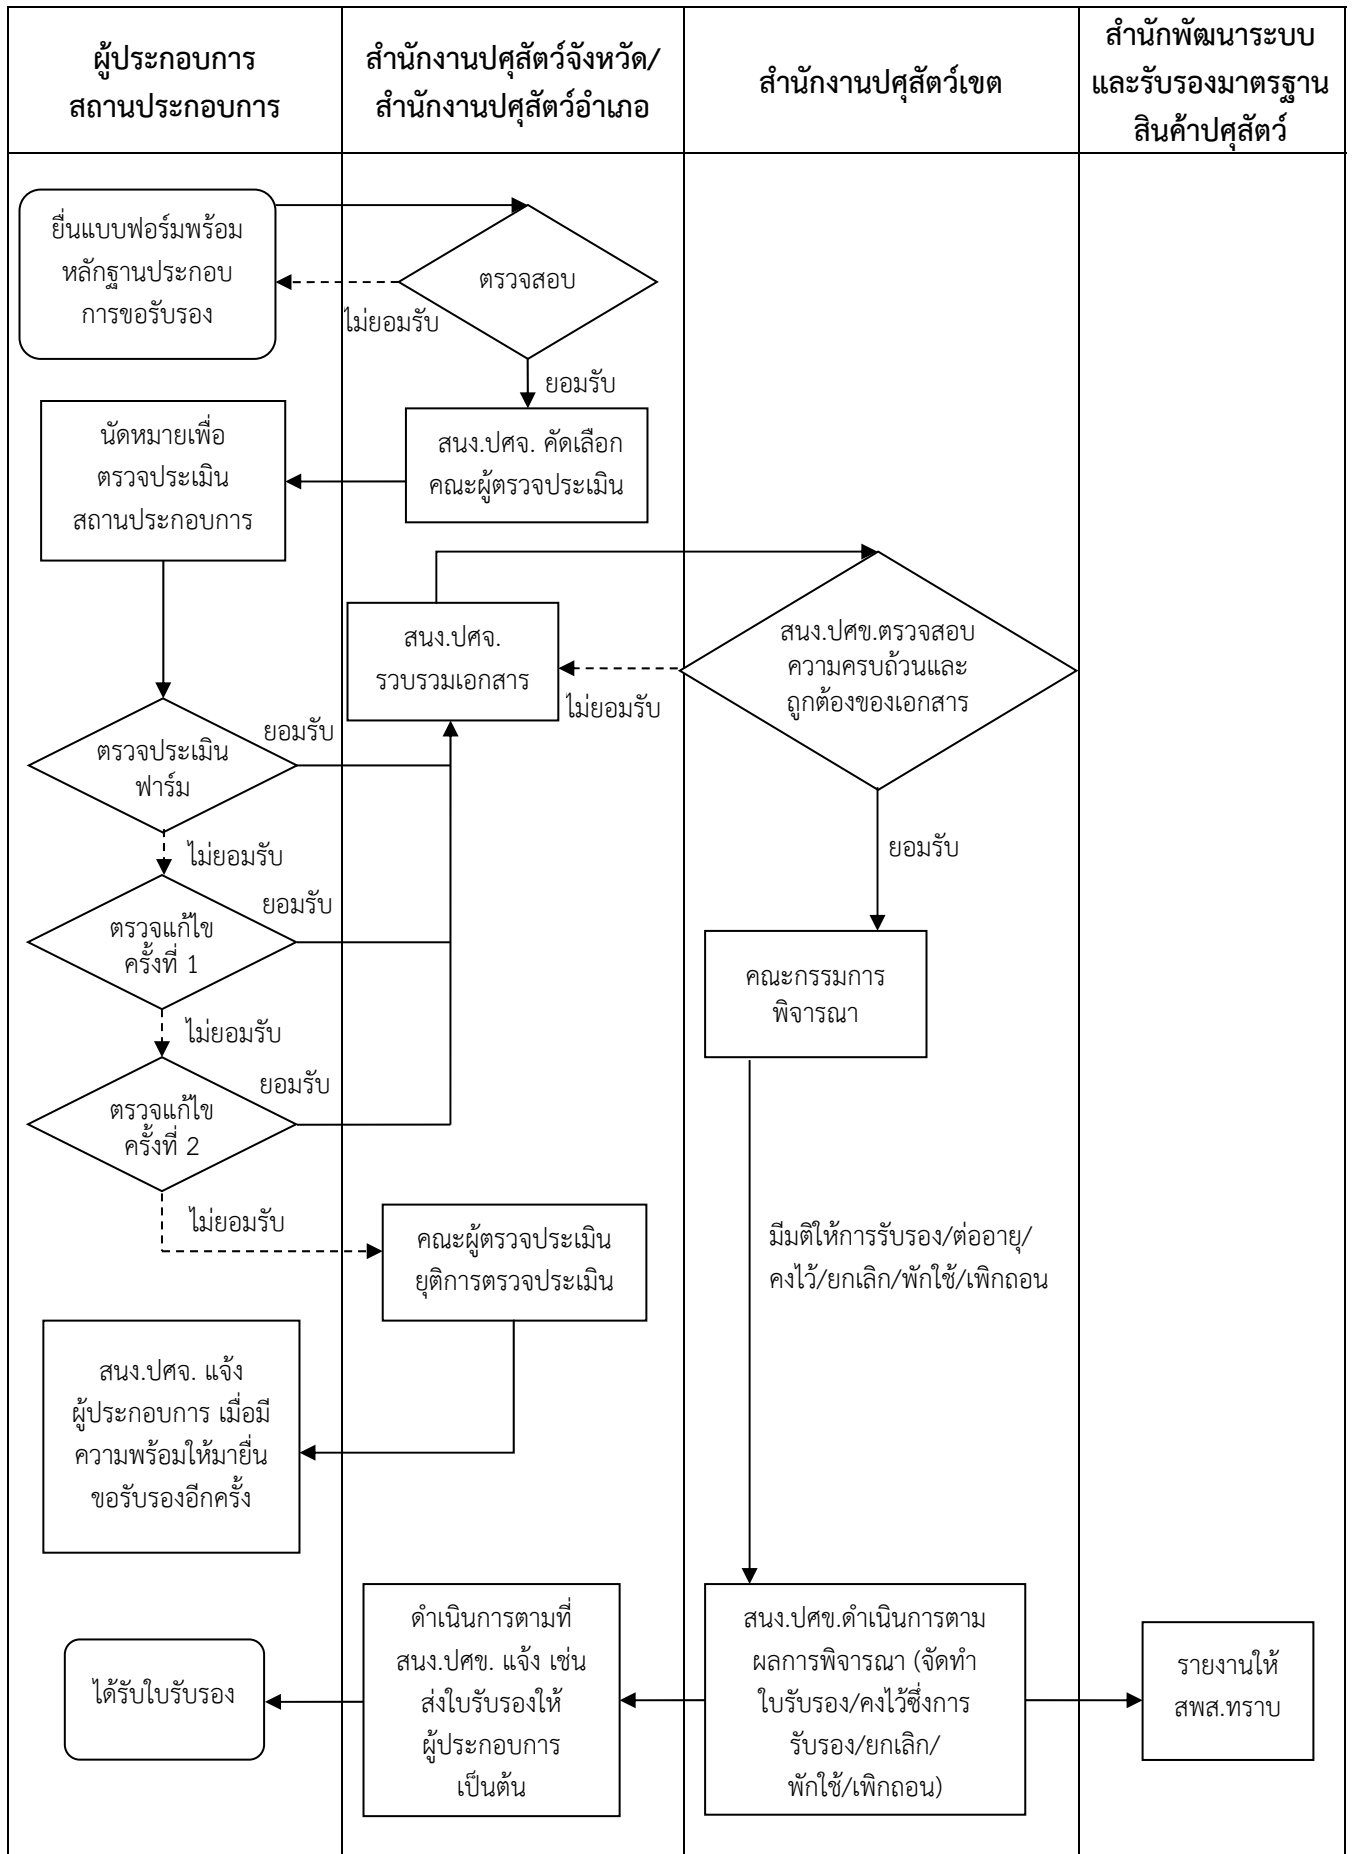 ผู้ประกอบการ
สถานประกอบการ
สำนักงานปศุสัตว์จังหวัด/
สำนักงานปศุสัตว์อำเภอ
สำนักงานปศุสัตว์เขต
สำนักพัฒนาระบบ
และรับรองมาตรฐาน
สินค้าปศุสัตว์
ยื่นแบบฟอร์มพร้อม
หลักฐานประกอบ
การขอรับรอง
ตรวจสอบ
ไม่ยอมรับ
ยอมรับ
สนง.ปศจ. คัดเลือก
คณะผู้ตรวจประเมิน
นัดหมายเพื่อ
ตรวจประเมิน
สถานประกอบการ
สนง.ปศจ.
รวบรวมเอกสาร
สนง.ปศข.ตรวจสอบ
ความครบถ้วนและ
ถูกต้องของเอกสาร
ไม่ยอมรับ
ยอมรับ
ตรวจประเมิน
ฟาร์ม
ยอมรับ
ไม่ยอมรับ
ตรวจแก้ไข
ครั้งที่ 1
ยอมรับ
ไม่ยอมรับ
คณะกรรมการ
พิจารณา
ตรวจแก้ไข
ครั้งที่ 2
ยอมรับ
ไม่ยอมรับ
คณะผู้ตรวจประเมิน
ยุติการตรวจประเมิน
มีมติให้การรับรอง/ต่ออายุ/
คงไว้/ยกเลิก/พักใช้/เพิกถอน
สนง.ปศจ. แจ้ง
ผู้ประกอบการ เมื่อมี
ความพร้อมให้มายื่น
ขอรับรองอีกครั้ง
ได้รับใบรับรอง
ดำเนินการตามที่
สนง.ปศข. แจ้ง เช่น
ส่งใบรับรองให้
ผู้ประกอบการ
เป็นต้น
สนง.ปศข.ดำเนินการตาม
ผลการพิจารณา (จัดทำ
ใบรับรอง/คงไว้ซึ่งการ
รับรอง/ยกเลิก/
พักใช้/เพิกถอน)
รายงานให้
สพส.ทราบ